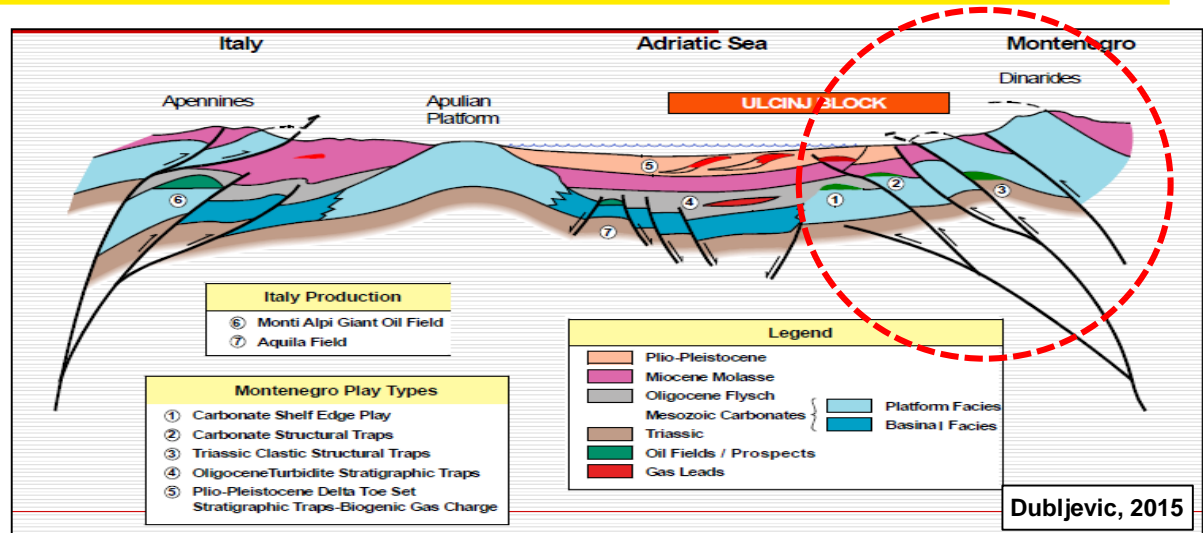 Italy
Adriatic Sea
Montenegro
Dinarides
Apennines
Apulian
Platform
ULCINJ BLOCK
5
2
1
3
4
6
7
Italy Production
⑥ Monti Alpi Giant Oil Field
⑦ Aquila Field
Montenegro Play Types
① Carbonate Shelf Edge Play
② Carbonate Structural Traps
③ Triassic Clastic Structural Traps
④ OligoceneTurbidite Stratigraphic Traps
⑤ Plio-Pleistocene Delta Toe Set
Stratigraphic Traps-Biogenic Gas Charge
Legend
Plio-Pleistocene
Miocene Molasse
Oligocene Flysch
Mesozoic Carbonates
Platform Facies
Basinal Facies
Triassic
Oil Fields / Prospects
Gas Leads
Dubljevic, 2015